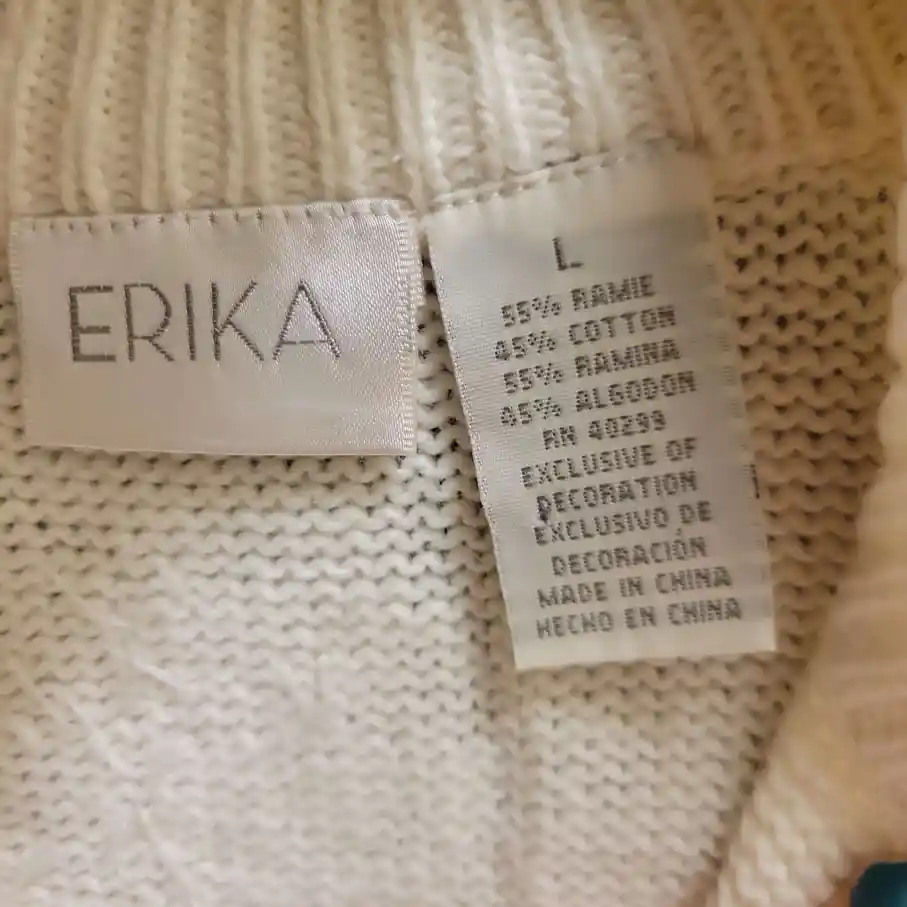 ERIKA
L
55% RAMIE
45% COTTON
55% RAMINA
45% ALGODON
RN 40299
EXCLUSIVE OF
DECORATION
EXCLUSIVO DE
DECORACIÓN
MADE IN CHINA
HECHO EN CHINA